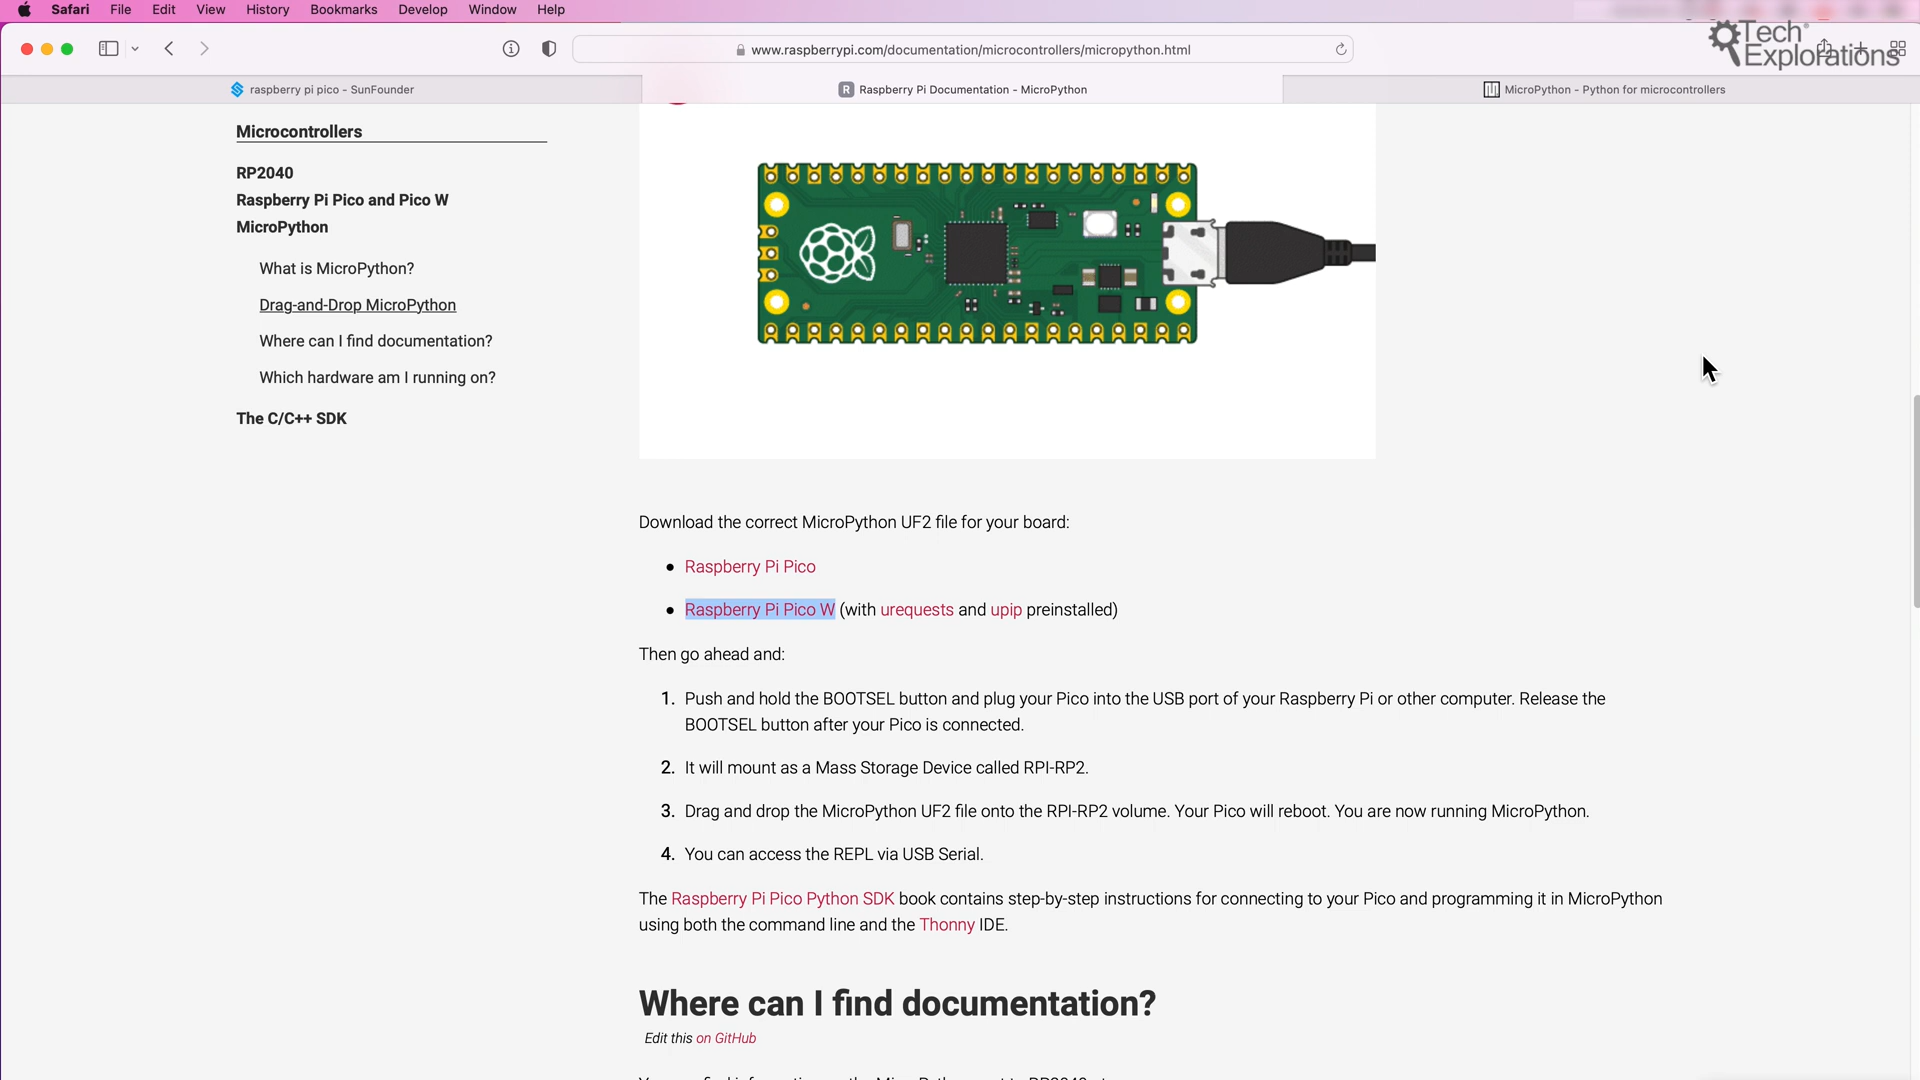 Safari File Edit View History Bookmarks Develop Window Help
www.raspberrypi.com/documentation/microcontrollers/micropython.html
Tech Explorations
raspberry pi pico - SunFounder
R Raspberry Pi Documentation - MicroPython
MicroPython - Python for microcontrollers
Microcontrollers
RP2040
Raspberry Pi Pico and Pico W
MicroPython
What is MicroPython?
Drag-and-Drop MicroPython
Where can I find documentation?
Which hardware am I running on?
The C/C++ SDK
Download the correct MicroPython UF2 file for your board:
• Raspberry Pi Pico
• Raspberry Pi Pico W (with urequests and upip preinstalled)
Then go ahead and:
1. Push and hold the BOOTSEL button and plug your Pico into the USB port of your Raspberry Pi or other computer. Release the
BOOTSEL button after your Pico is connected.
2. It will mount as a Mass Storage Device called RPI-RP2.
3. Drag and drop the MicroPython UF2 file onto the RPI-RP2 volume. Your Pico will reboot. You are now running MicroPython.
4. You can access the REPL via USB Serial.
The Raspberry Pi Pico Python SDK book contains step-by-step instructions for connecting to your Pico and programming it in MicroPython
using both the command line and the Thonny IDE.
Where can I find documentation?
Edit this on GitHub